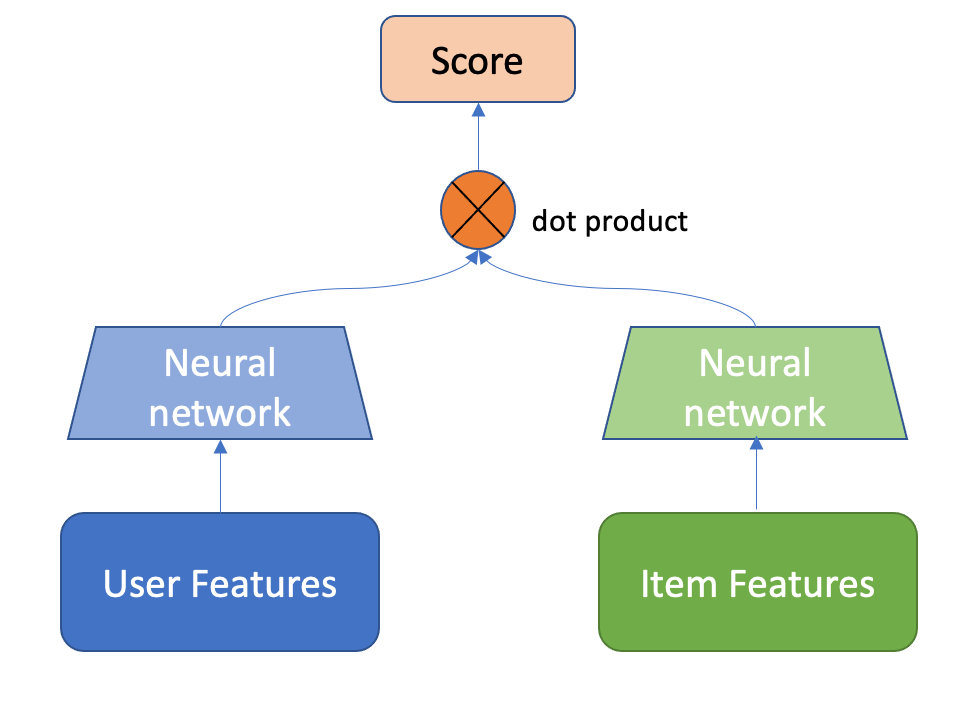 Score
dot product
Neural
network
Neural
network
User Features
Item Features